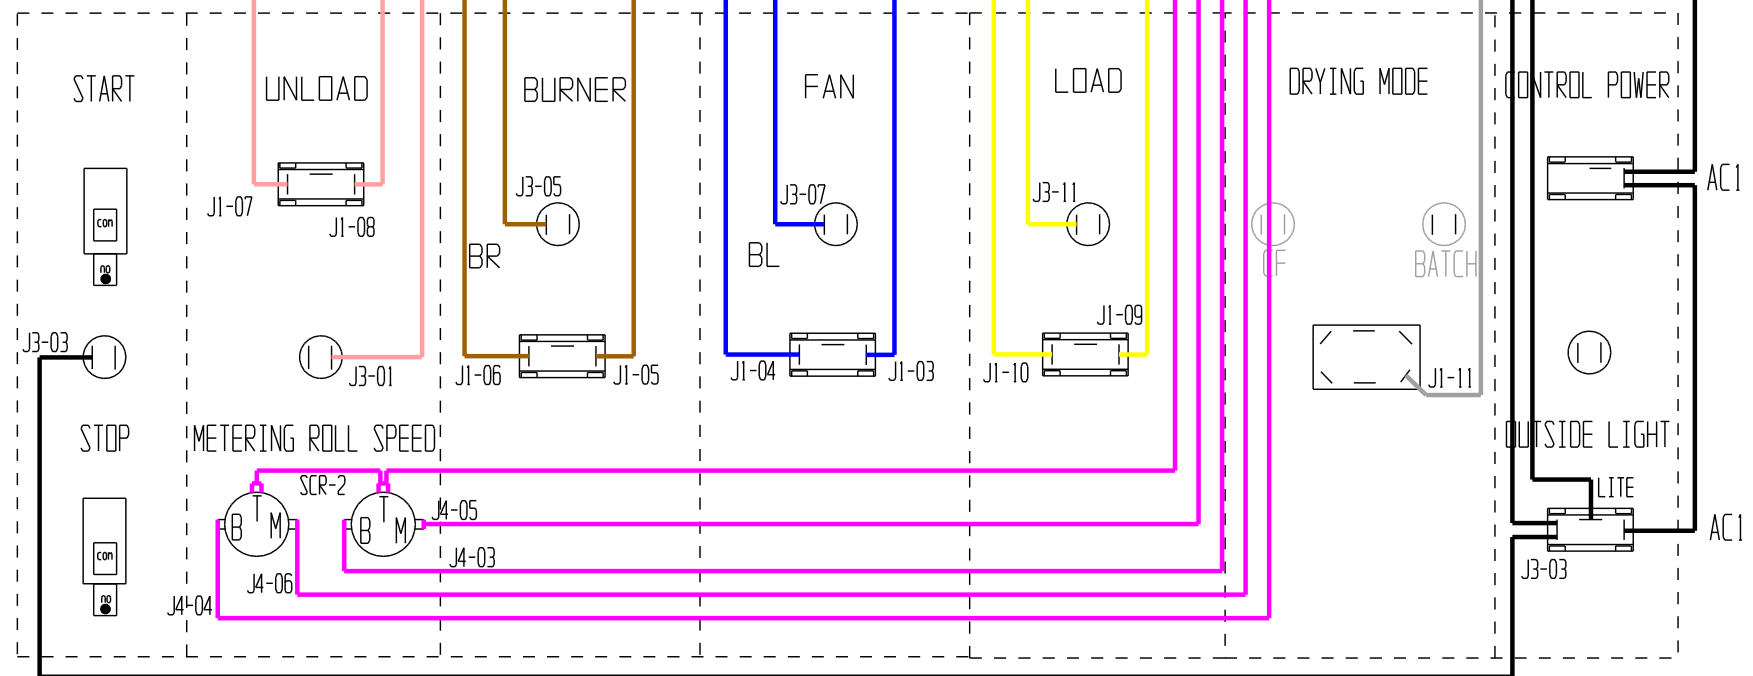 START
UNLOAD
BURNER
FAN
LOAD
DRYING MODE
CONTROL POWER
AC1
J1-07
J1-08
J3-05
J3-07
J3-11
com
no
BR
BL
CF
BATCH
J3-03
J3-01
J1-06
J1-05
J1-04
J1-03
J1-10
J1-09
J1-11
STOP
METERING ROLL SPEED
OUTSIDE LIGHT
SCR-2
LITE
B T M
B T M
J4-05
AC1
J4-03
J4-06
J4-04
J3-03
com
no